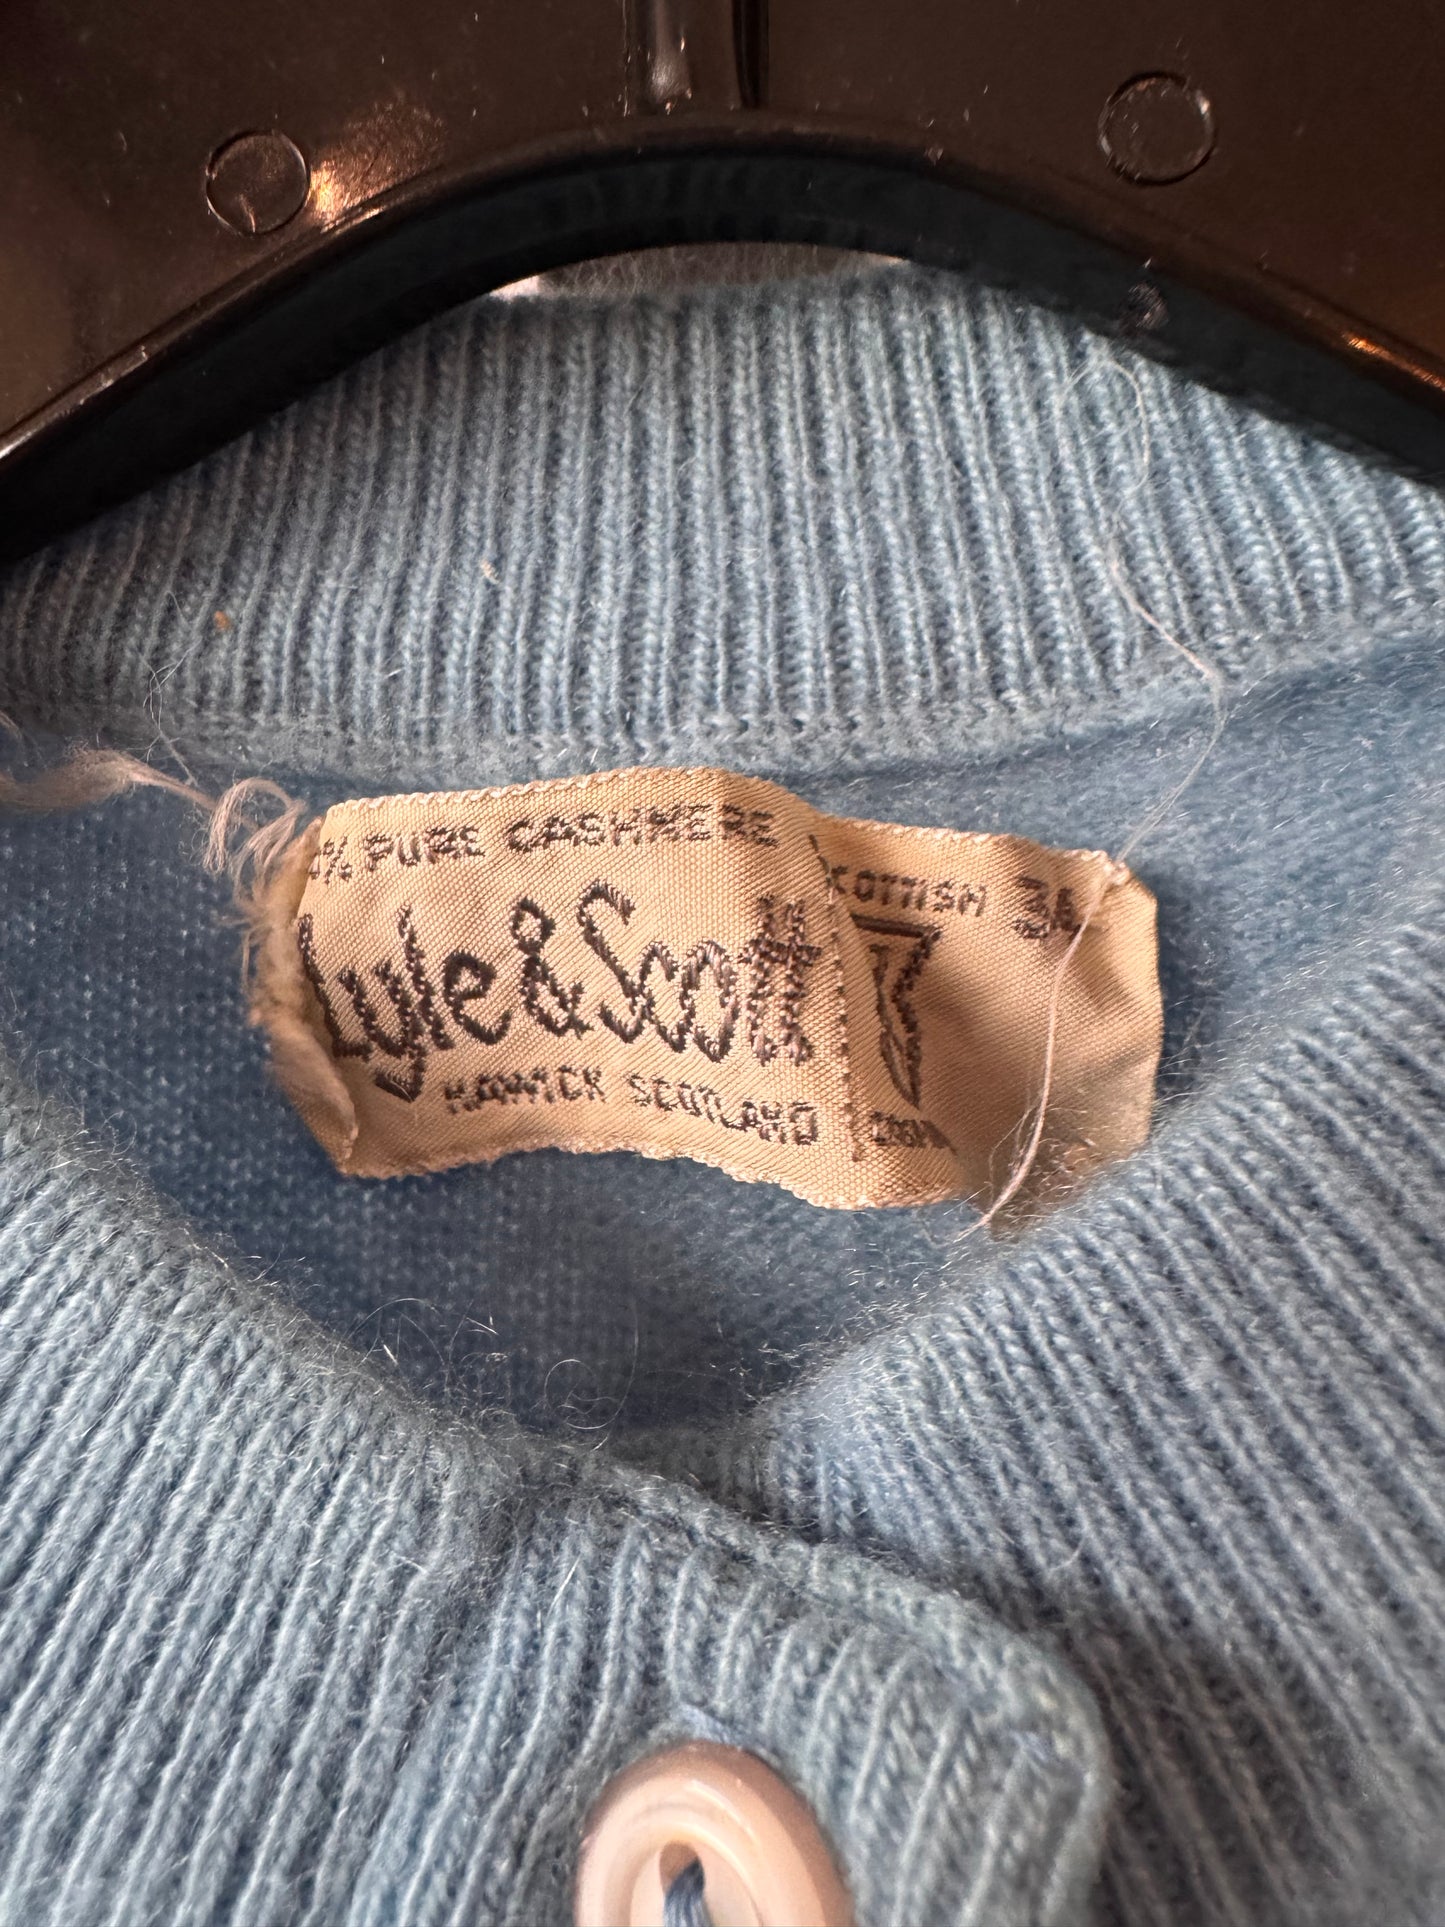 % PURE CASHMERE
Lyle & Scott
HAWICK SCOTLAND
SCOTTISH